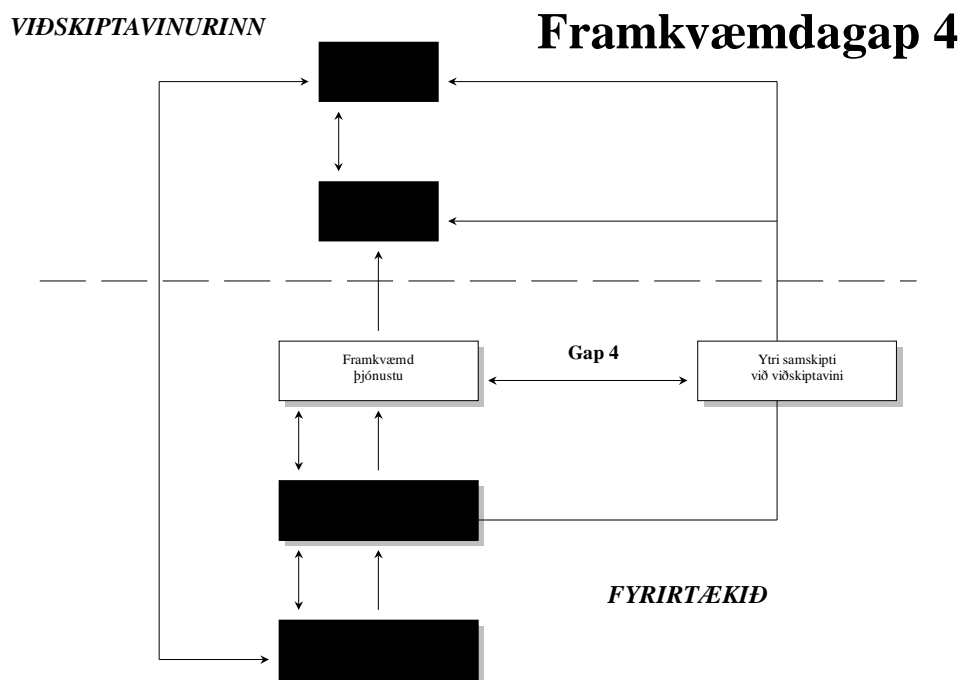 VIÐSKIPTAVINURINN
Framkvæmdagap 4
Framkvæmd
þjónustu
Gap 4
Ytri samskipti
við viðskiptavini
FYRIRTÆKIÐ